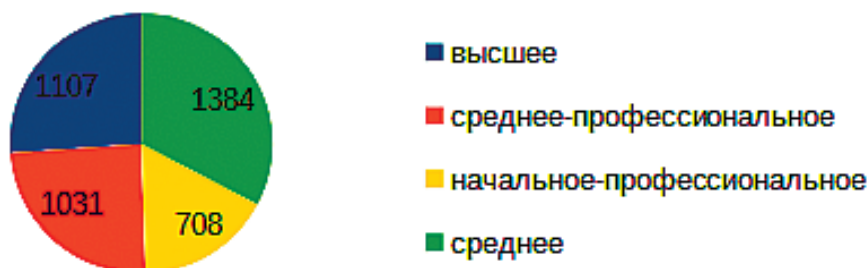 1107
1384
1031
708
высшее
среднее-профессиональное
начальное-профессиональное
среднее